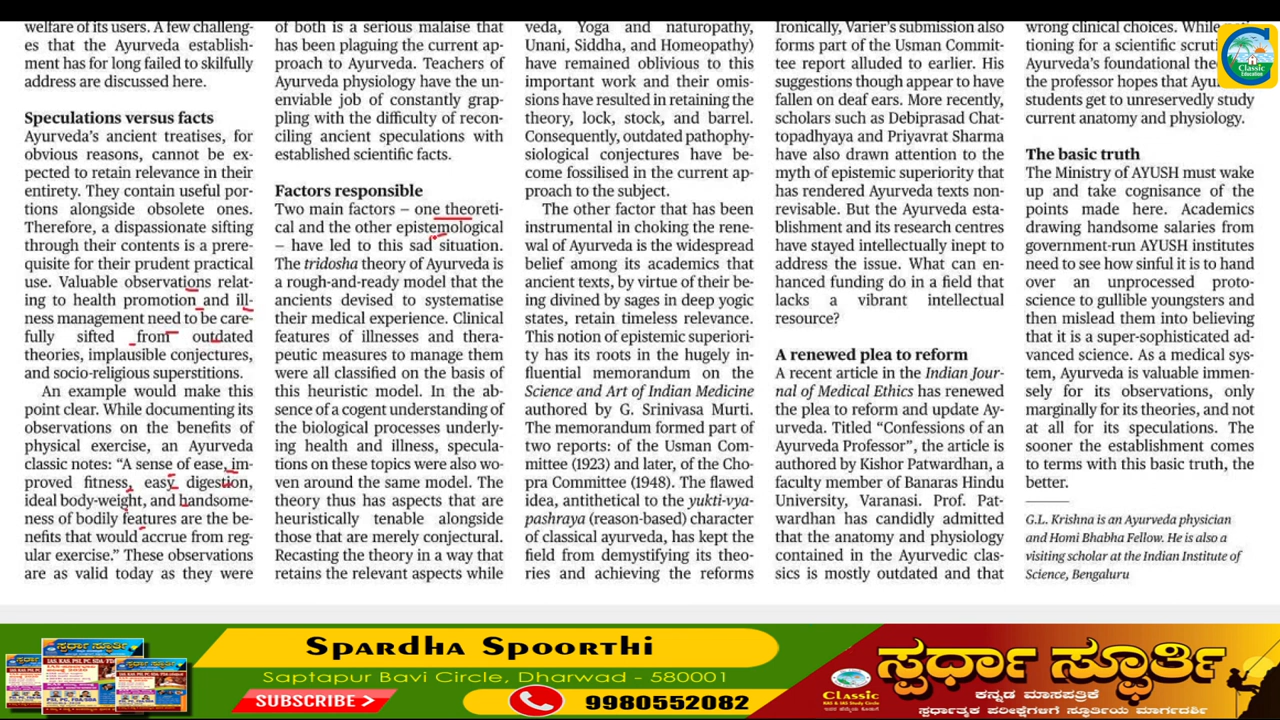 welfare of its users. A few challeng-
es that the Ayurveda establish-
ment has for long failed to skilfully
address are discussed here.
Speculations versus facts
Ayurveda's ancient treatises, for
obvious reasons, cannot be ex-
pected to retain relevance in their
entirety. They contain useful por-
tions alongside obsolete ones.
Therefore, a dispassionate sifting
through their contents is a prere-
quisite for their prudent practical
use. Valuable observations relat-
ing to health promotion and ill-
ness management need to be care-
fully sifted from outdated
theories, implausible conjectures,
and socio-religious superstitions.
An example would make this
point clear. While documenting its
observations on the benefits of
physical exercise, an Ayurveda
classic notes: "A sense of ease, im-
proved fitness, easy digestion,
ideal body-weight, and handsome-
ness of bodily features are the be-
nefits that would accrue from reg-
ular exercise." These observations
are as valid today as they were
of both is a serious malaise that
has been plaguing the current ap-
proach to Ayurveda. Teachers of
Ayurveda physiology have the un-
enviable job of constantly grap-
pling with the difficulty of recon-
ciling ancient speculations with
established scientific facts.
Factors responsible
Two main factors – one theoreti-
cal and the other epistemological
– have led to this sad situation.
The tridosha theory of Ayurveda is
a rough-and-ready model that the
ancients devised to systematise
their medical experience. Clinical
features of illnesses and thera-
peutic measures to manage them
were all classified on the basis of
this heuristic model. In the ab-
sence of a cogent understanding of
the biological processes underly-
ing health and illness, specula-
tions on these topics were also wo-
ven around the same model. The
theory thus has aspects that are
heuristically tenable alongside
those that are merely conjectural.
Recasting the theory in a way that
retains the relevant aspects while
veda, Yoga and naturopathy,
Unani, Siddha, and Homeopathy)
have remained oblivious to this
important work and their omis-
sions have resulted in retaining the
theory, lock, stock, and barrel.
Consequently, outdated pathophy-
siological conjectures have be-
come fossilised in the current ap-
proach to the subject.
The other factor that has been
instrumental in choking the rene-
wal of Ayurveda is the widespread
belief among its academics that
ancient texts, by virtue of their be-
ing divined by sages in deep yogic
states, retain timeless relevance.
This notion of epistemic superiori-
ty has its roots in the hugely in-
fluential memorandum on the
Science and Art of Indian Medicine
authored by G. Srinivasa Murti.
The memorandum formed part of
two reports: of the Usman Com-
mittee (1923) and later, of the Cho-
pra Committee (1948). The flawed
idea, antithetical to the yukti-vya-
pashraya (reason-based) character
of classical ayurveda, has kept the
field from demystifying its theo-
ries and achieving the reforms
Ironically, Varier's submission also
forms part of the Usman Commit-
tee report alluded to earlier. His
suggestions though appear to have
fallen on deaf ears. More recently,
scholars such as Debiprasad Chat-
topadhyaya and Priyavrat Sharma
have also drawn attention to the
myth of epistemic superiority that
has rendered Ayurveda texts non-
revisable. But the Ayurveda esta-
blishment and its research centres
have stayed intellectually inept to
address the issue. What can en-
hanced funding do in a field that
lacks a vibrant intellectual
resource?
A renewed plea to reform
A recent article in the Indian Jour-
nal of Medical Ethics has renewed
the plea to reform and update Ay-
urveda. Titled "Confessions of an
Ayurveda Professor", the article is
authored by Kishor Patwardhan, a
faculty member of Banaras Hindu
University, Varanasi. Prof. Pat-
wardhan has candidly admitted
that the anatomy and physiology
contained in the Ayurvedic clas-
sics is mostly outdated and that
wrong clinical choices. While
tioning for a scientific
Ayurveda's foundational
the professor hopes that
students get to unreservedly study
current anatomy and physiology.
The basic truth
The Ministry of AYUSH must wake
up and take cognisance of the
points made here. Academics
drawing handsome salaries from
government-run AYUSH institutes
need to see how sinful it is to hand
over an unprocessed proto-
science to gullible youngsters and
then mislead them into believing
that it is a super-sophisticated ad-
vanced science. As a medical sys-
tem, Ayurveda is valuable immen-
sely for its observations, only
marginally for its theories, and not
at all for its speculations. The
sooner the establishment comes
to terms with this basic truth, the
better.
G.L. Krishna is an Ayurveda physician
and Homi Bhabha Fellow. He is also a
visiting scholar at the Indian Institute of
Science, Bengaluru
Classic
Education
Spardha Spoorthi
Saptapur Bavi Circle, Dharwad - 580001
SUBSCRIBE
9980552082
Classic
KAS & IAS Study Circle
ಸ್ಪರ್ಧಾ ಸ್ಫೂರ್ತಿ
ಕನ್ನಡ ಮಾಸಪತ್ರಿಕೆ
ಸ್ಪರ್ಧಾತ್ಮಕ ಪರೀಕ್ಷೆಗಳಿಗೆ ಸ್ಫೂರ್ತಿಯ ಮಾರ್ಗದರ್ಶಿ